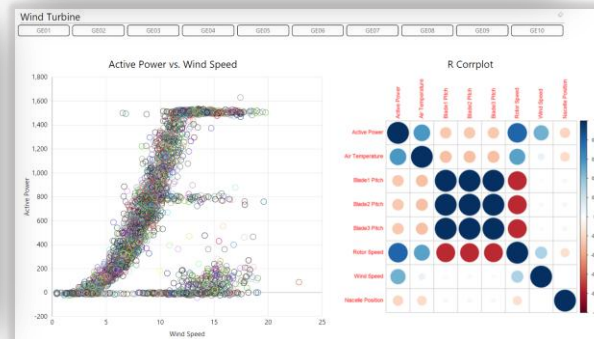 Wind Turbine
GE01 GE02 GE03 GE04 GE05 GE06 GE07 GE08 GE09 GE10
Active Power vs. Wind Speed
1,800
1,600
1,400
1,200
1,000
800
600
400
200
0
-200
Active Power
0 5 10 15 20 25
Wind Speed
R Corrplot
Active Power
Air Temperature
Blade1 Pitch
Blade2 Pitch
Blade3 Pitch
Rotor Speed
Wind Speed
Nacelle Position
Active Power
Air Temperature
Blade1 Pitch
Blade2 Pitch
Blade3 Pitch
Rotor Speed
Wind Speed
Nacelle Position